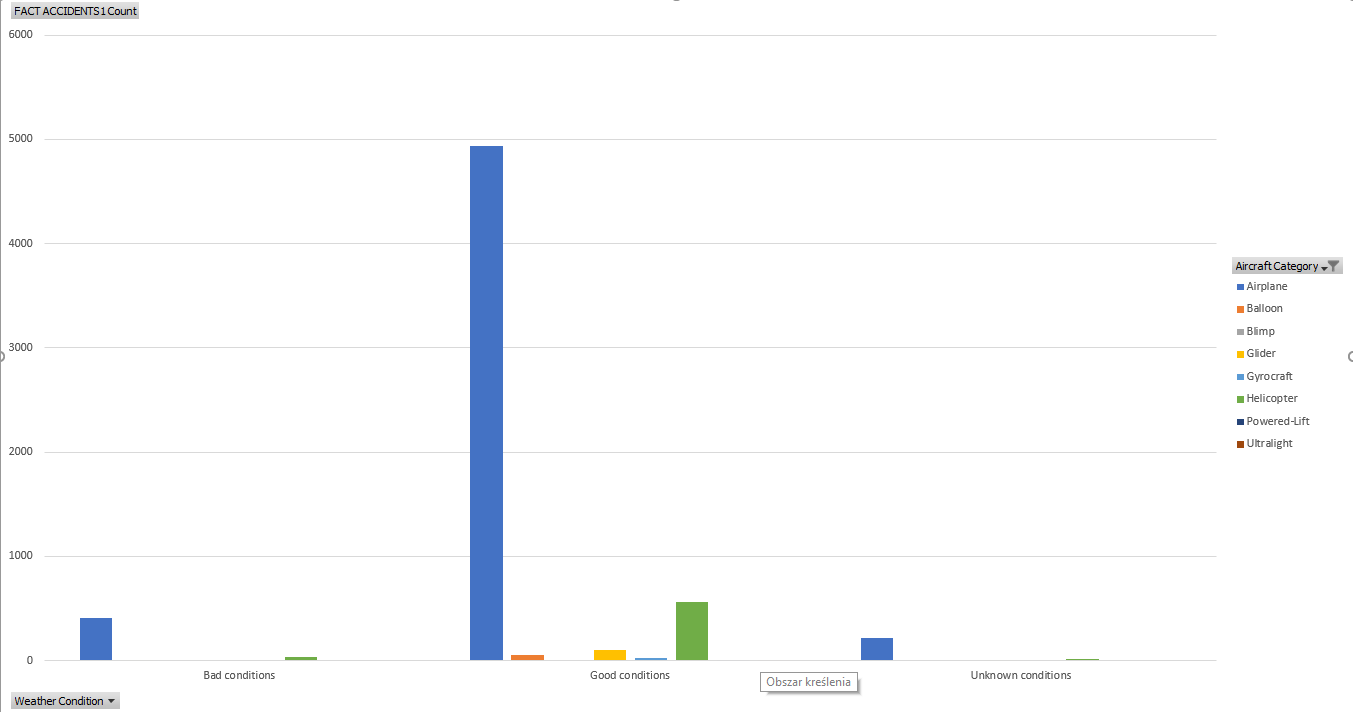 FACT ACCIDENTS1 Count
6000
5000
4000
3000
2000
1000
0
Bad conditions
Good conditions
Unknown conditions
Obszar kreślenia
Weather Condition
Aircraft Category
Airplane
Balloon
Blimp
Glider
Gyrocraft
Helicopter
Powered-Lift
Ultralight